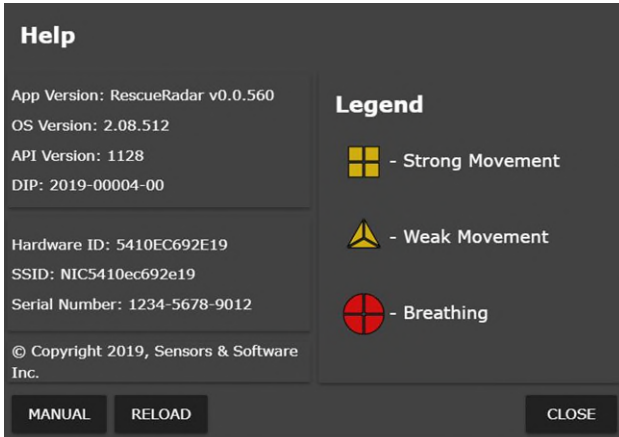 Help
App Version: RescueRadar v0.0.560
OS Version: 2.08.512
API Version: 1128
DIP: 2019-00004-00
Hardware ID: 5410EC692E19
SSID: NIC5410ec692e19
Serial Number: 1234-5678-9012
© Copyright 2019, Sensors & Software
Inc.
Legend
- Strong Movement
- Weak Movement
- Breathing
MANUAL
RELOAD
CLOSE